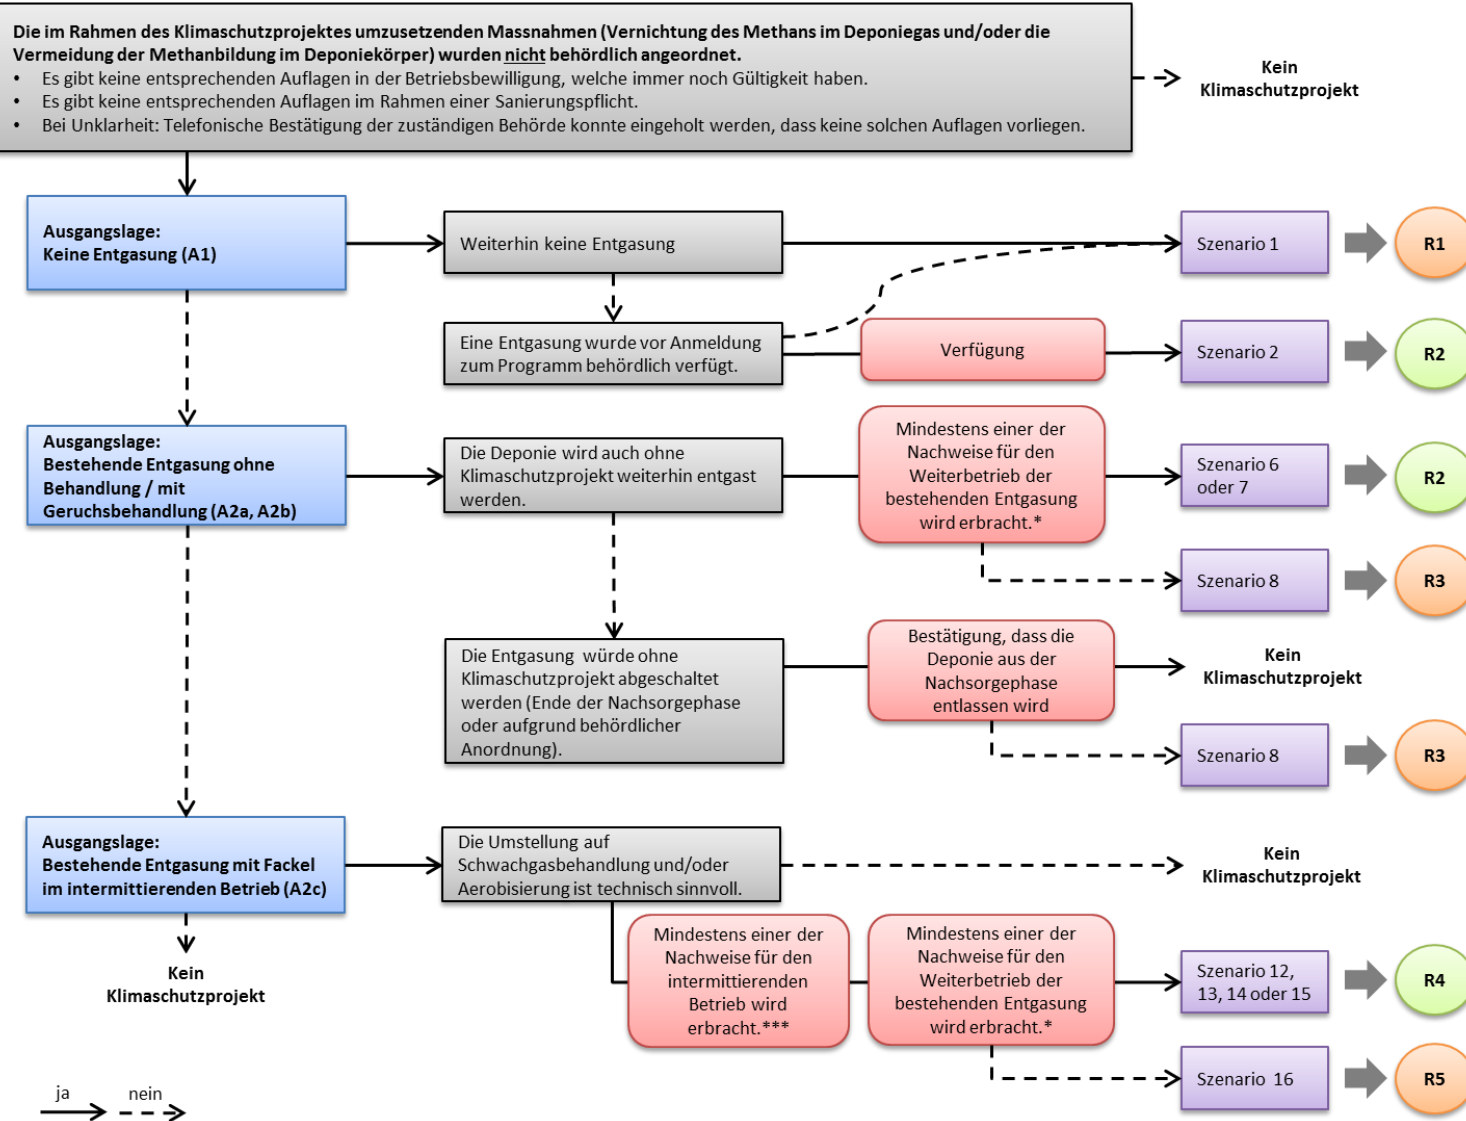 Die im Rahmen des Klimaschutzprojektes umzusetzenden Massnahmen (Vernichtung des Methans im Deponiegas und/oder die
Vermeidung der Methanbildung im Deponiekörper) wurden nicht behördlich angeordnet.
• Es gibt keine entsprechenden Auflagen in der Betriebsbewilligung, welche immer noch Gültigkeit haben.
• Es gibt keine entsprechenden Auflagen im Rahmen einer Sanierungspflicht.
• Bei Unklarheit: Telefonische Bestätigung der zuständigen Behörde konnte eingeholt werden, dass keine solchen Auflagen vorliegen.
Kein
Klimaschutzprojekt
Ausgangslage:
Keine Entgasung (A1)
Weiterhin keine Entgasung
Szenario 1
R1
Eine Entgasung wurde vor Anmeldung
zum Programm behördlich verfügt.
Verfügung
Szenario 2
R2
Ausgangslage:
Bestehende Entgasung ohne
Behandlung / mit
Geruchsbehandlung (A2a, A2b)
Die Deponie wird auch ohne
Klimaschutzprojekt weiterhin entgast
werden.
Mindestens einer der
Nachweise für den
Weiterbetrieb der
bestehenden Entgasung
wird erbracht.*
Szenario 6
oder 7
R2
Szenario 8
R3
Die Entgasung würde ohne
Klimaschutzprojekt abgeschaltet
werden (Ende der Nachsorgephase
oder aufgrund behördlicher
Anordnung).
Bestätigung, dass die
Deponie aus der
Nachsorgephase
entlassen wird
Kein
Klimaschutzprojekt
Szenario 8
R3
Ausgangslage:
Bestehende Entgasung mit Fackel
im intermittierenden Betrieb (A2c)
Die Umstellung auf
Schwachgasbehandlung und/oder
Aerobisierung ist technisch sinnvoll.
Kein
Klimaschutzprojekt
Kein
Klimaschutzprojekt
Mindestens einer der
Nachweise für den
intermittierenden
Betrieb wird
erbracht.***
Mindestens einer der
Nachweise für den
Weiterbetrieb der
bestehenden Entgasung
wird erbracht.*
Szenario 12,
13, 14 oder 15
R4
Szenario 16
R5
ja
nein